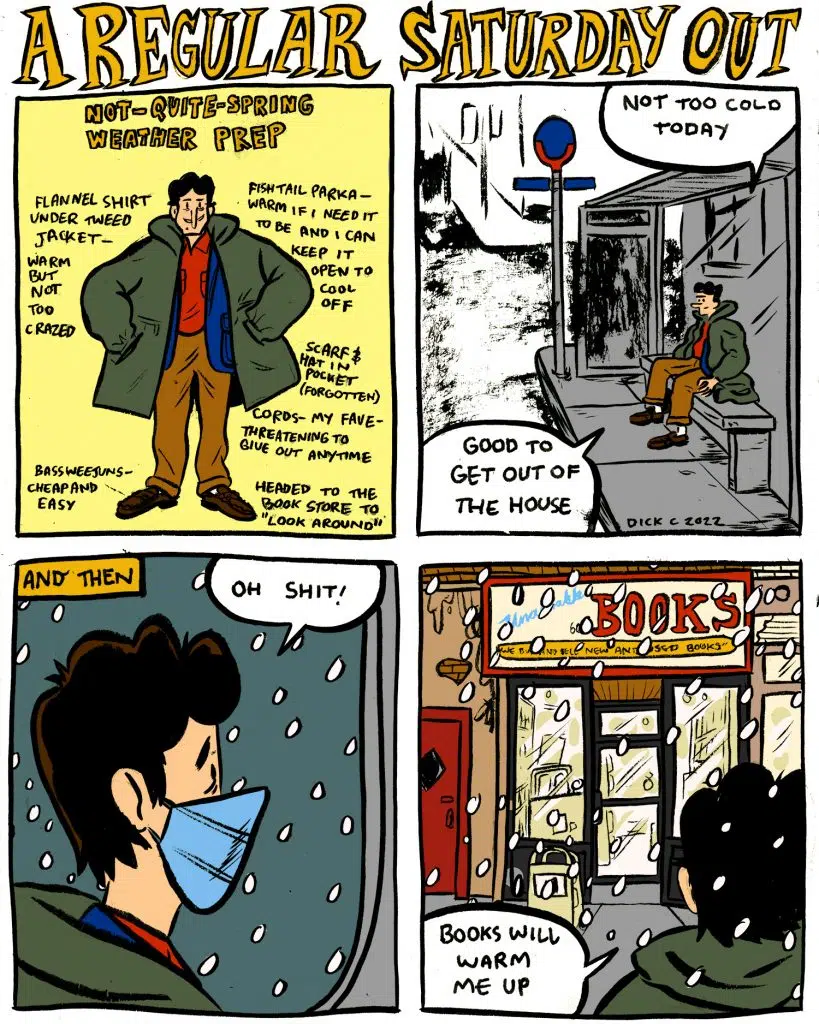 A REGULAR SATURDAY OUT
NOT-QUITE-SPRING
WEATHER PREP
FLANNEL SHIRT
UNDER TWEED
JACKET-
WARM
BUT
NOT
TOO
CRAZED
FISHTAIL PARKA-
WARM IF I NEED IT
TO BE AND I CAN
KEEP IT
OPEN TO
COOL
OFF
SCARF &
HAT IN
POCKET
(FORGOTTEN)
CORDS- MY FAVE-
THREATENING TO
GIVE OUT ANYTIME
BASS WEEJUNS-
CHEAP AND
EASY
HEADED TO THE
BOOK STORE TO
"LOOK AROUND"
NOT TOO COLD
TODAY
GOOD TO
GET OUT OF
THE HOUSE
DICK C 2022
AND THEN
OH SHIT!
BOOKS
NEW BOOKS"
BOOKS WILL
WARM
ME UP